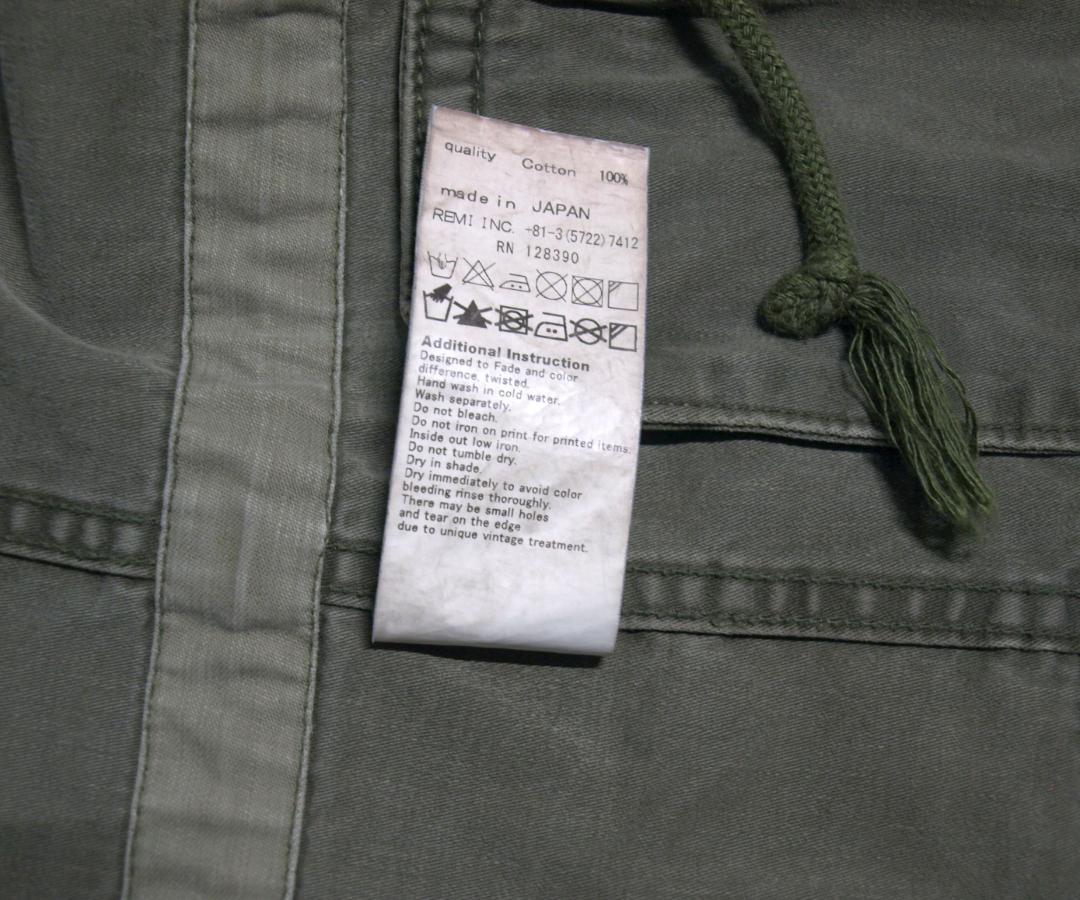 quality Cotton 100%
made in JAPAN
REMI INC. -81-3(5722)7412
RN 128390
Additional Instruction
Designed to Fade and color
difference, twisted.
Hand wash in cold water.
Wash separately.
Do not bleach.
Do not iron on print for printed items.
Inside out low iron.
Do not tumble dry.
Dry in shade.
Dry immediately to avoid color
bleeding rinse thoroughly.
There may be small holes
and tear on the edge
due to unique vintage treatment.